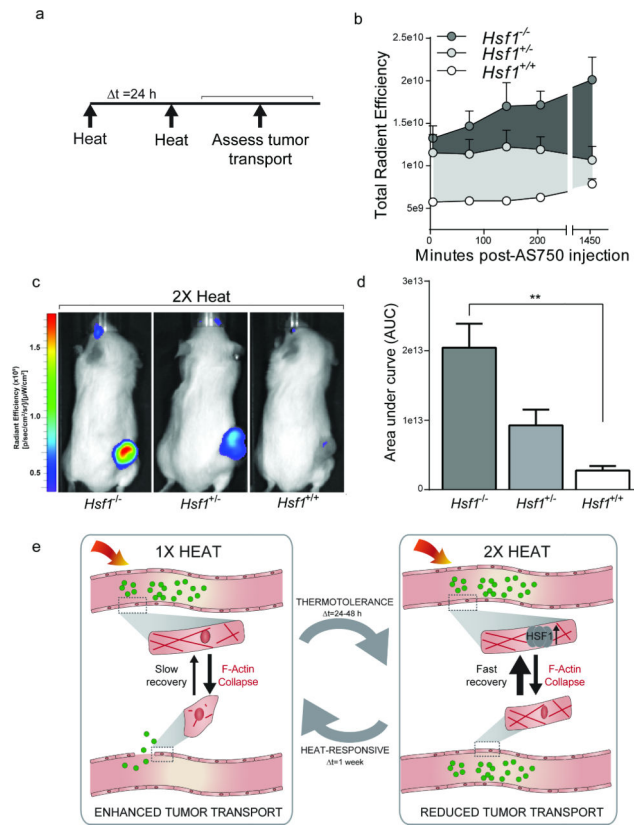 a
Δt =24 h
Heat
Heat
Assess tumor
transport
b
Hsf1-/-
Hsf1+/-
Hsf1+/+
Total Radient Efficiency
2.5e10
2e10
1.5e10
1e10
5e9
0
100
200
1450
Minutes post-AS750 injection
c
2X Heat
Radient Efficiency (x10⁹)
[p/sec/cm²/sr]/[μW/cm²]
1.5
1.0
0.5
Hsf1-/-
Hsf1+/-
Hsf1+/+
d
**
Area under curve (AUC)
3e13
2e13
1e13
0
Hsf1-/-
Hsf1+/-
Hsf1+/+
e
1X HEAT
Slow
recovery
F-Actin
Collapse
ENHANCED TUMOR TRANSPORT
THERMOTOLERANCE
Δt=24-48 h
HEAT-RESPONSIVE
Δt=1 week
2X HEAT
HSF1
Fast
recovery
F-Actin
Collapse
REDUCED TUMOR TRANSPORT